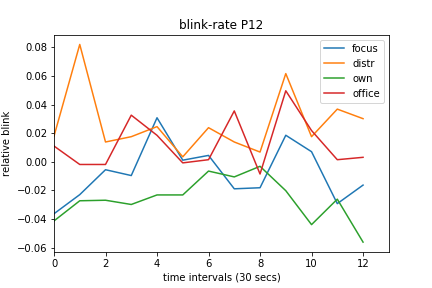 blink-rate P12
0.08
0.06
0.04
0.02
0.00
−0.02
−0.04
−0.06
relative blink
focus
distr
own
office
0 2 4 6 8 10 12
time intervals (30 secs)